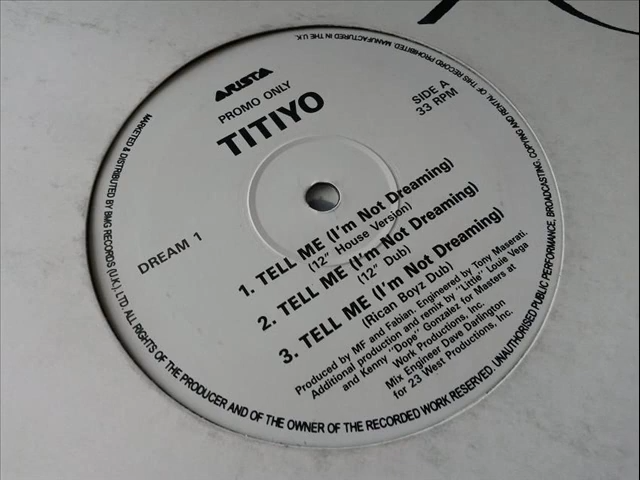 ARISTA
PROMO ONLY
TITIYO
SIDE A
33 RPM
DREAM 1
1. TELL ME (I'm Not Dreaming)
(12" House Version)
2. TELL ME (I'm Not Dreaming)
(12" Dub)
3. TELL ME (I'm Not Dreaming)
(Rican Boyz Dub)
Produced by MF and Fabian. Engineered by Tony Maserati.
Additional production and remix by "Little" Louie Vega
and Kenny "Dope" Gonzalez for Masters at
Work Productions, Inc.
Mix Engineer Dave Darlington
for 23 West Productions, Inc.
MARKETED & DISTRIBUTED BY BMG RECORDS (U.K.), LTD. ALL RIGHTS OF THE PRODUCER AND OF THE OWNER OF THE RECORDED WORK RESERVED. UNAUTHORISED PUBLIC PERFORMANCE, BROADCASTING, COPYING AND RENTAL OF THIS RECORD PROHIBITED. MANUFACTURED IN THE U.K.